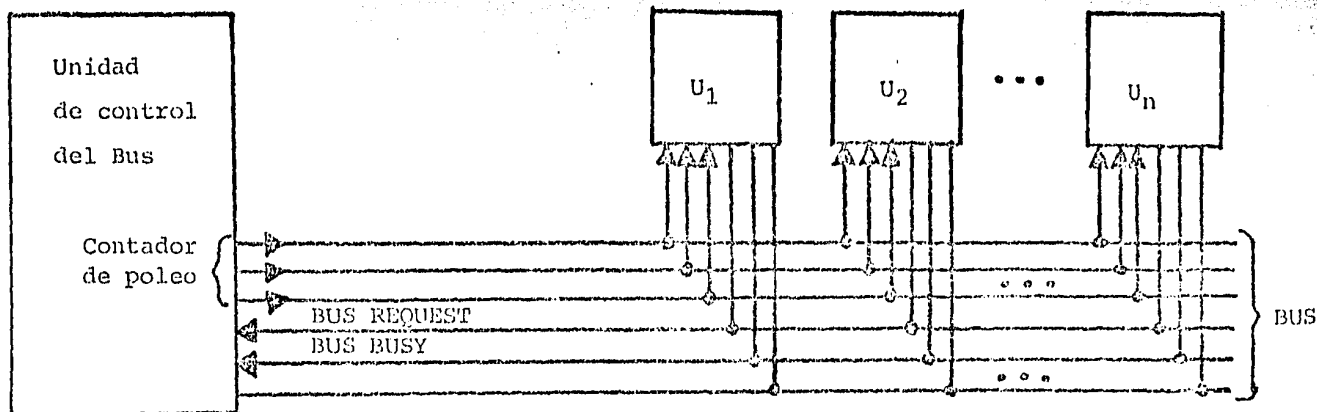 Unidad
de control
del Bus
U1
U2
...
Un
Contador
de poleo
BUS REQUEST
BUS BUSY
...
...
BUS